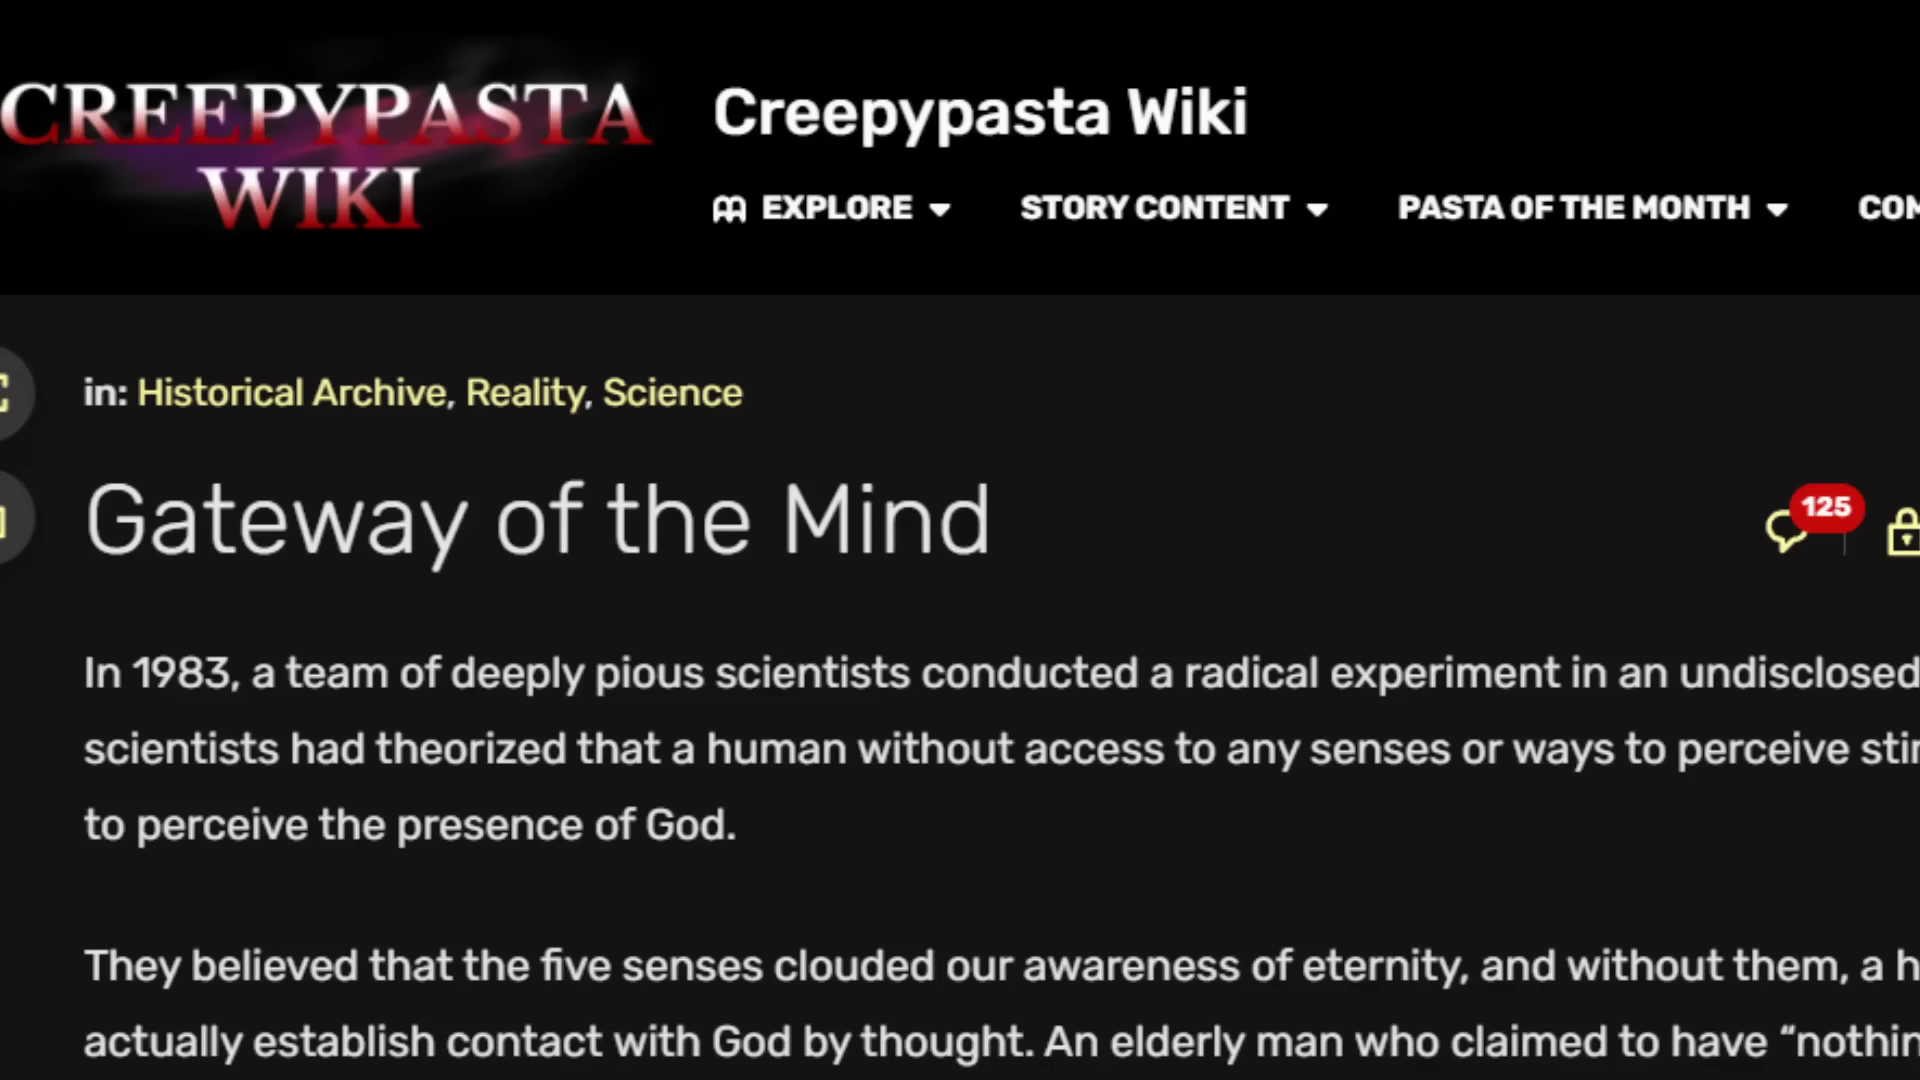 CREEPYPASTA
WIKI
Creepypasta Wiki
EXPLORE STORY CONTENT PASTA OF THE MONTH
in: Historical Archive, Reality, Science
Gateway of the Mind
125
In 1983, a team of deeply pious scientists conducted a radical experiment in an undisclosed
scientists had theorized that a human without access to any senses or ways to perceive
to perceive the presence of God.
They believed that the five senses clouded our awareness of eternity, and without them, a
actually establish contact with God by thought. An elderly man who claimed to have